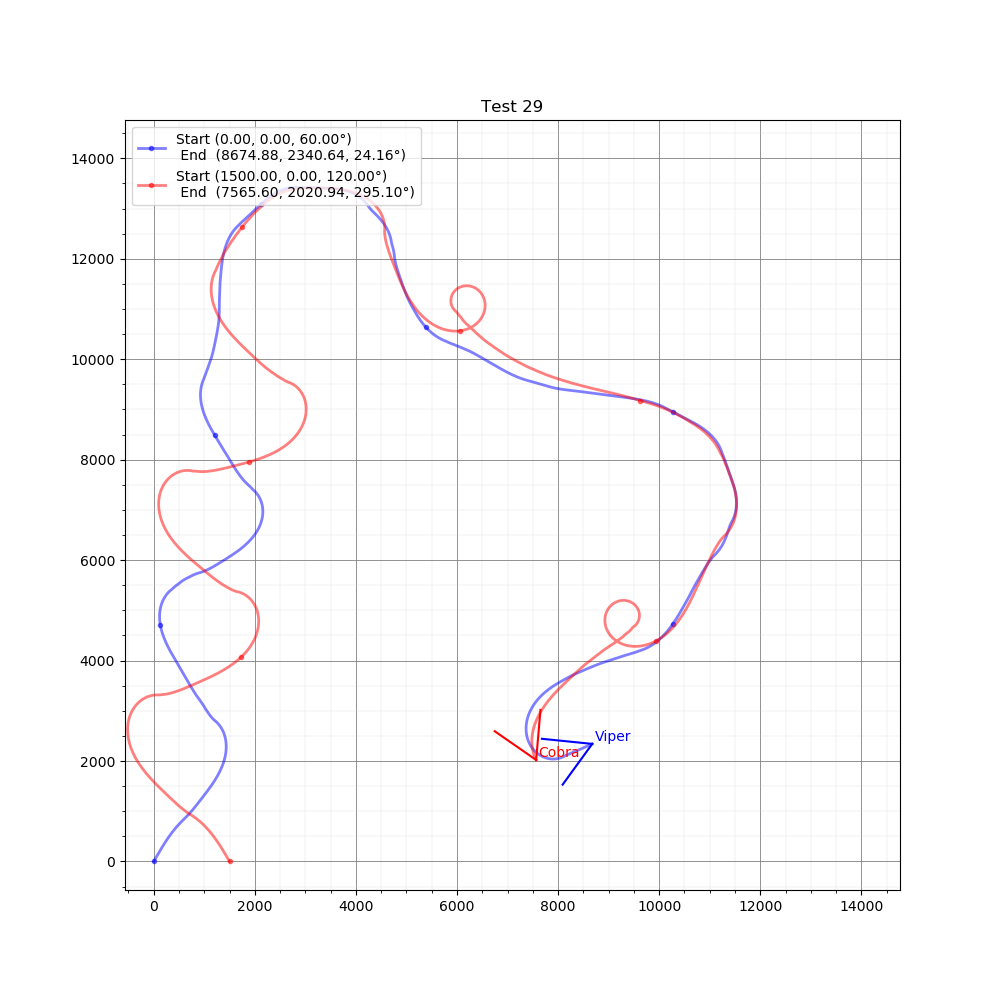 Test 29
Start (0.00, 0.00, 60.00°)
End (8674.88, 2340.64, 24.16°)
Start (1500.00, 0.00, 120.00°)
End (7565.60, 2020.94, 295.10°)
14000
12000
10000
8000
6000
4000
2000
0
Viper
Cobra
0 2000 4000 6000 8000 10000 12000 14000